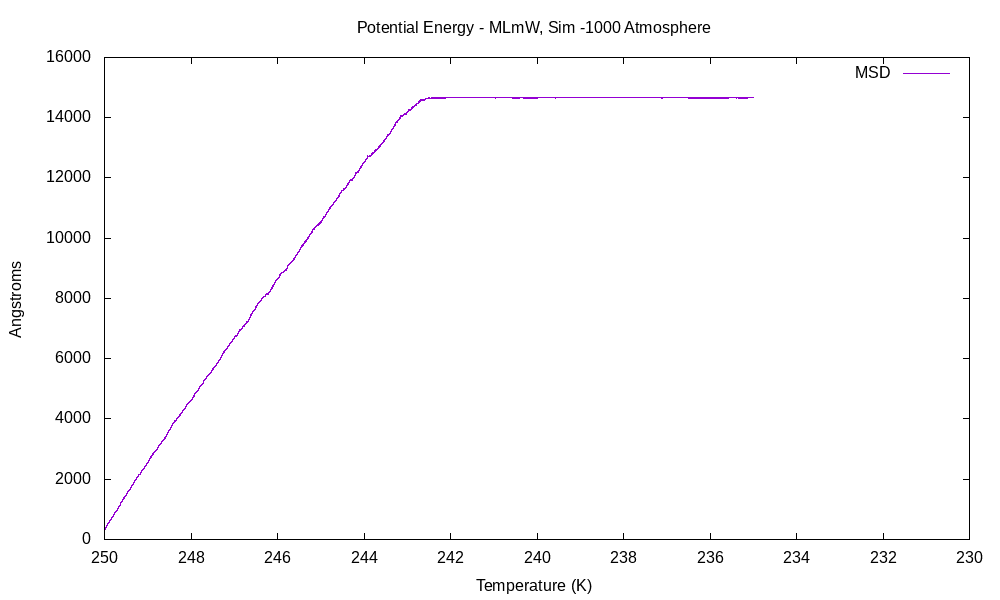 Potential Energy - MLmW, Sim -1000 Atmosphere
16000
14000
12000
10000
8000
6000
4000
2000
0
Angstroms
MSD
250 248 246 244 242 240 238 236 234 232 230
Temperature (K)